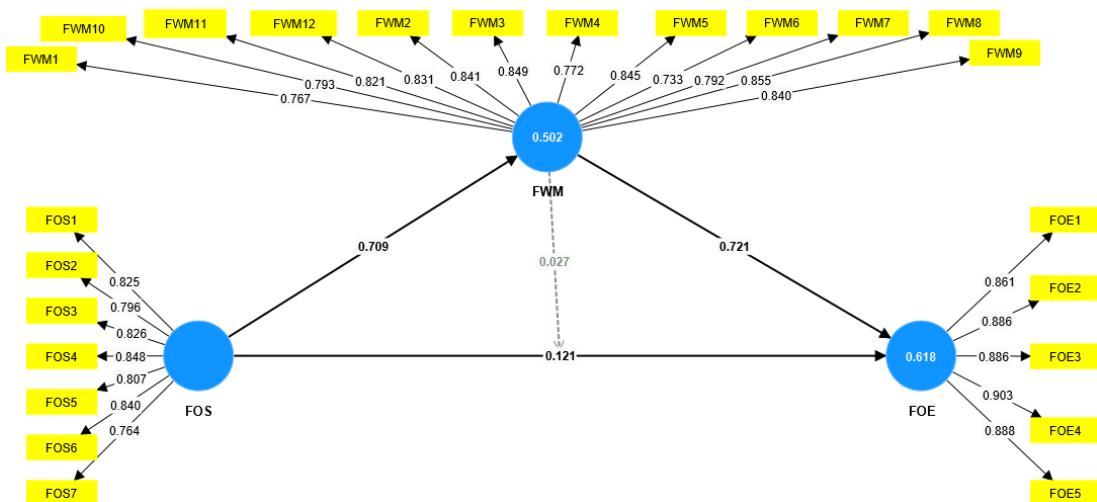 FWM10
FWM11
FWM12
FWM2
FWM3
FWM4
FWM5
FWM6
FWM7
FWM8
FWM1
FWM9
0.767
0.793
0.821
0.831
0.841
0.849
0.772
0.845
0.733
0.792
0.855
0.840
0.502
FWM
0.709
0.721
0.027
0.121
FOS1
FOS2
FOS3
FOS4
FOS5
FOS6
FOS7
0.825
0.796
0.826
0.848
0.807
0.840
0.764
FOS
0.618
FOE
0.861
0.886
0.886
0.903
0.888
FOE1
FOE2
FOE3
FOE4
FOE5